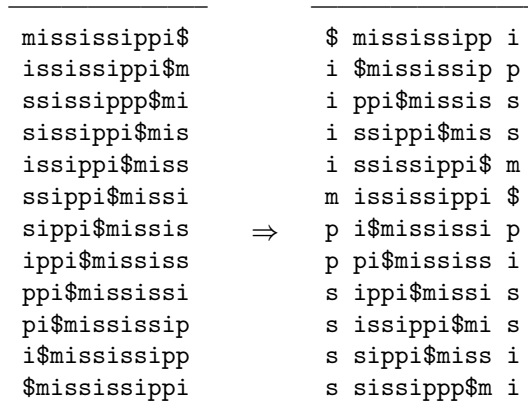 mississippi$ $ mississipp i
ississippi$m i $mississip p
ssissippp$mi i ppi$missis s
sissippi$mis i ssippi$mis s
issippi$miss i ssissippi$ m
ssippi$missi m ississippi $
sippi$missis ⇒ p i$mississi p
ippi$mississ p pi$mississ i
ppi$mississi s ippi$missi s
pi$mississip s issippi$mi s
i$mississipp s sippi$miss i
$mississippi s sissippp$m i